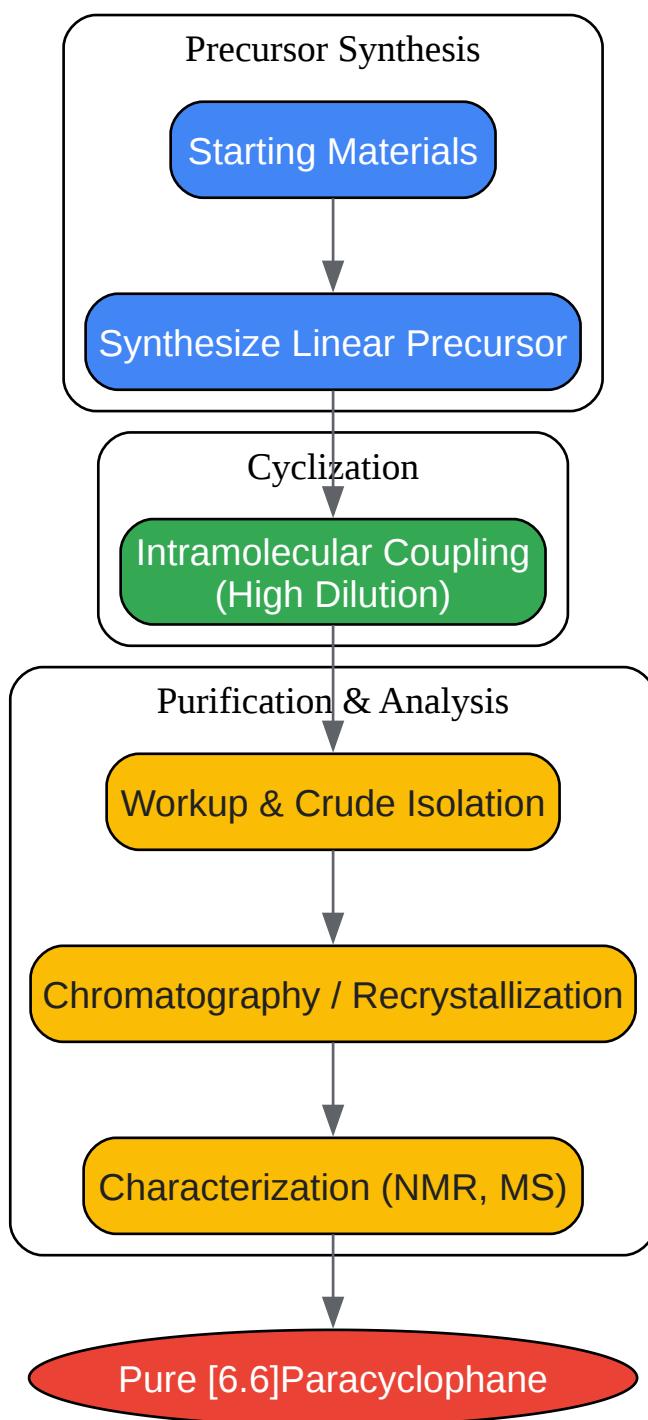 Precursor Synthesis
Starting Materials
Synthesize Linear Precursor
Cyclization
Intramolecular Coupling
(High Dilution)
Purification & Analysis
Workup & Crude Isolation
Chromatography / Recrystallization
Characterization (NMR, MS)
Pure [6.6]Paracyclophane